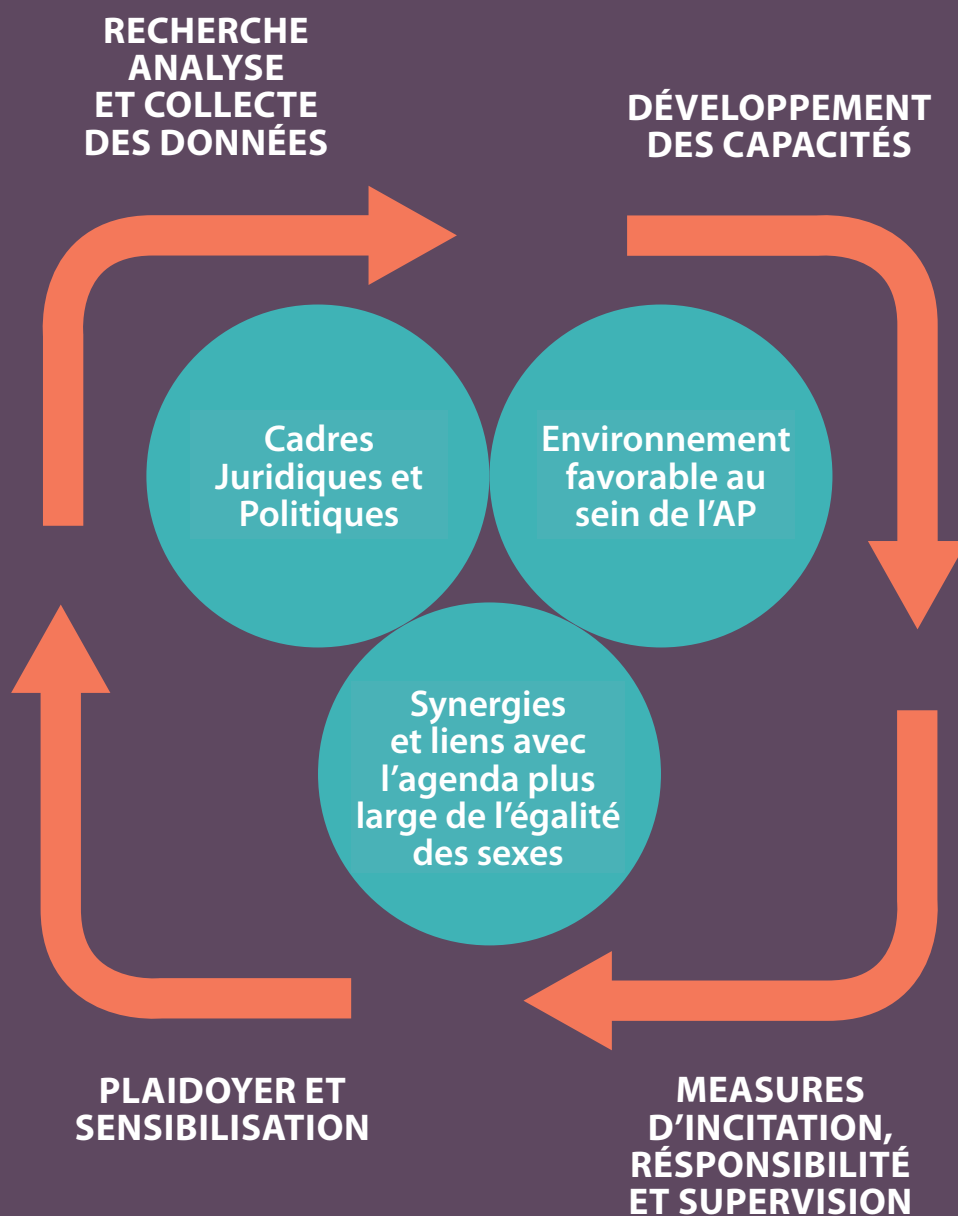 RECHERCHE
ANALYSE
ET COLLECTE
DES DONNÉES
DÉVELOPPEMENT
DES CAPACITÉS
Cadres
Juridiques et
Politiques
Environnement
favorable au
sein de l’AP
Synergies
et liens avec
l’agenda plus
large de l’égalité
des sexes
PLAIDOYER ET
SENSIBILISATION
MEASURES
D’INCITATION,
RÉSPONSIBILITÉ
ET SUPERVISION